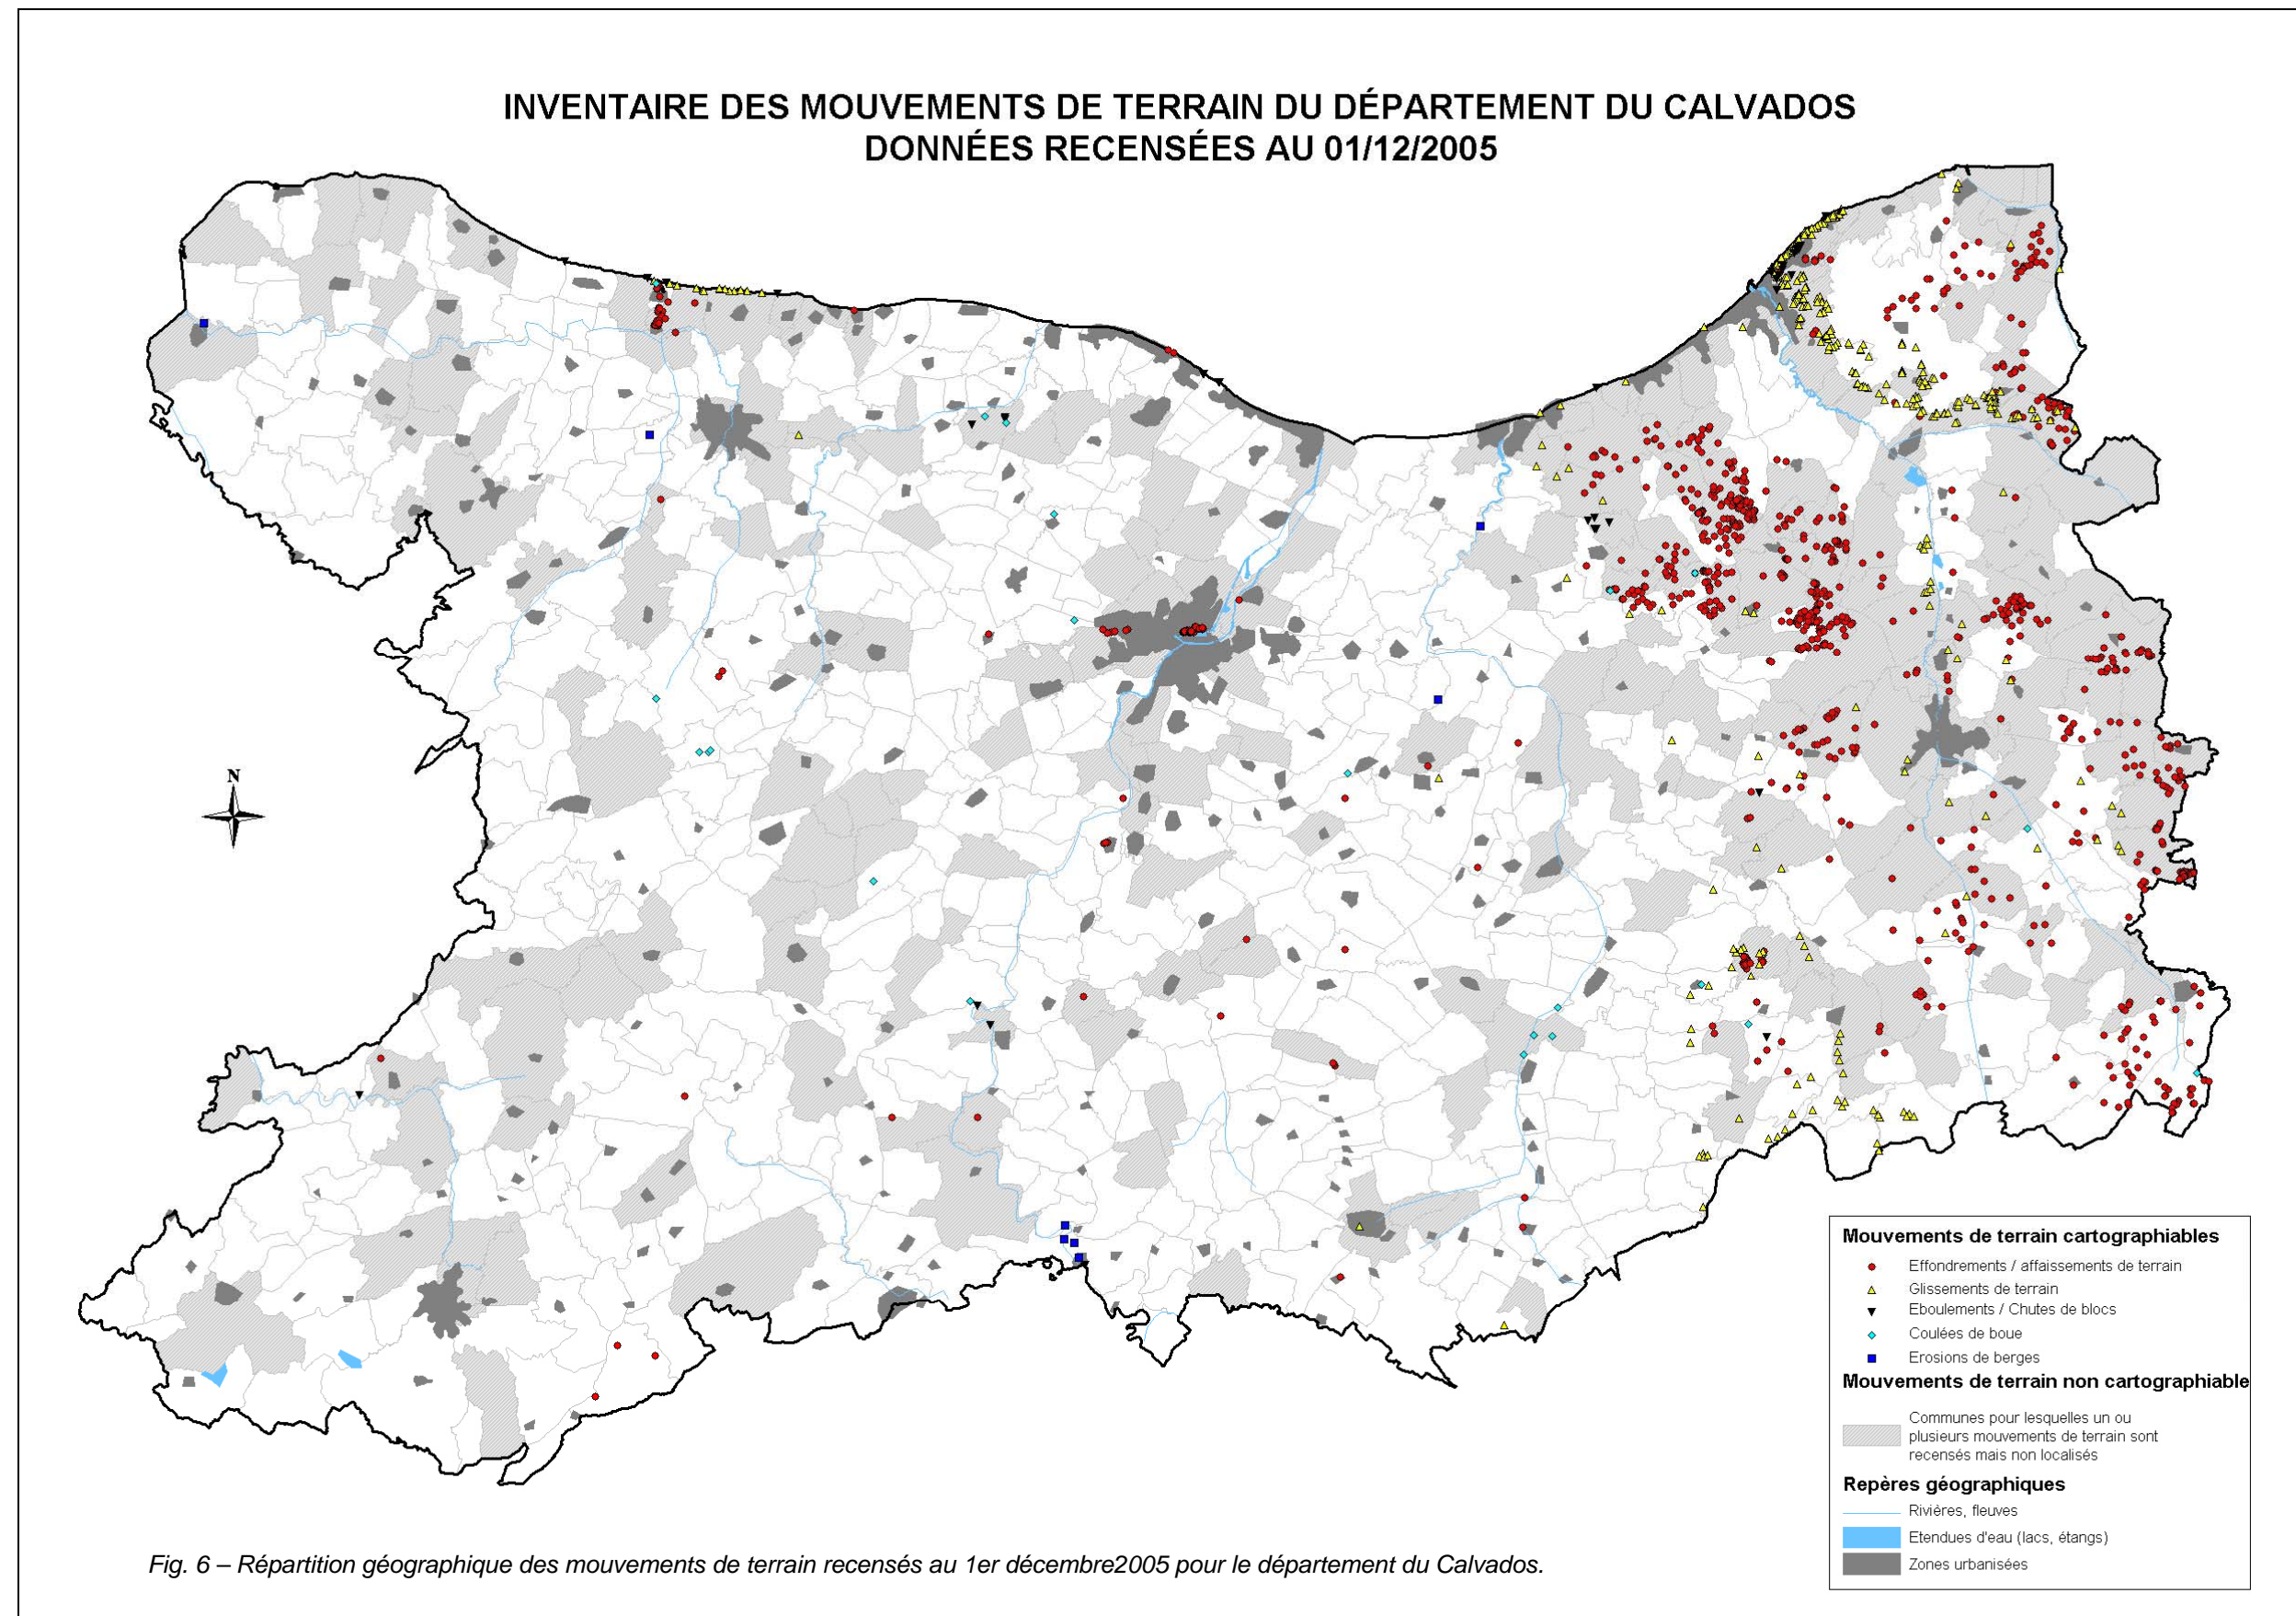 INVENTAIRE DES MOUVEMENTS DE TERRAIN DU DÉPARTEMENT DU CALVADOS
DONNÉES RECENSÉES AU 01/12/2005
N
Mouvements de terrain cartographiables
Effondrements / affaissements de terrain
Glissements de terrain
Eboulements / Chutes de blocs
Coulées de boue
Erosions de berges
Mouvements de terrain non cartographiable
Communes pour lesquelles un ou
plusieurs mouvements de terrain sont
recensés mais non localisés
Repères géographiques
Rivières, fleuves
Etendues d'eau (lacs, étangs)
Zones urbanisées
Fig. 6 – Répartition géographique des mouvements de terrain recensés au 1er décembre2005 pour le département du Calvados.